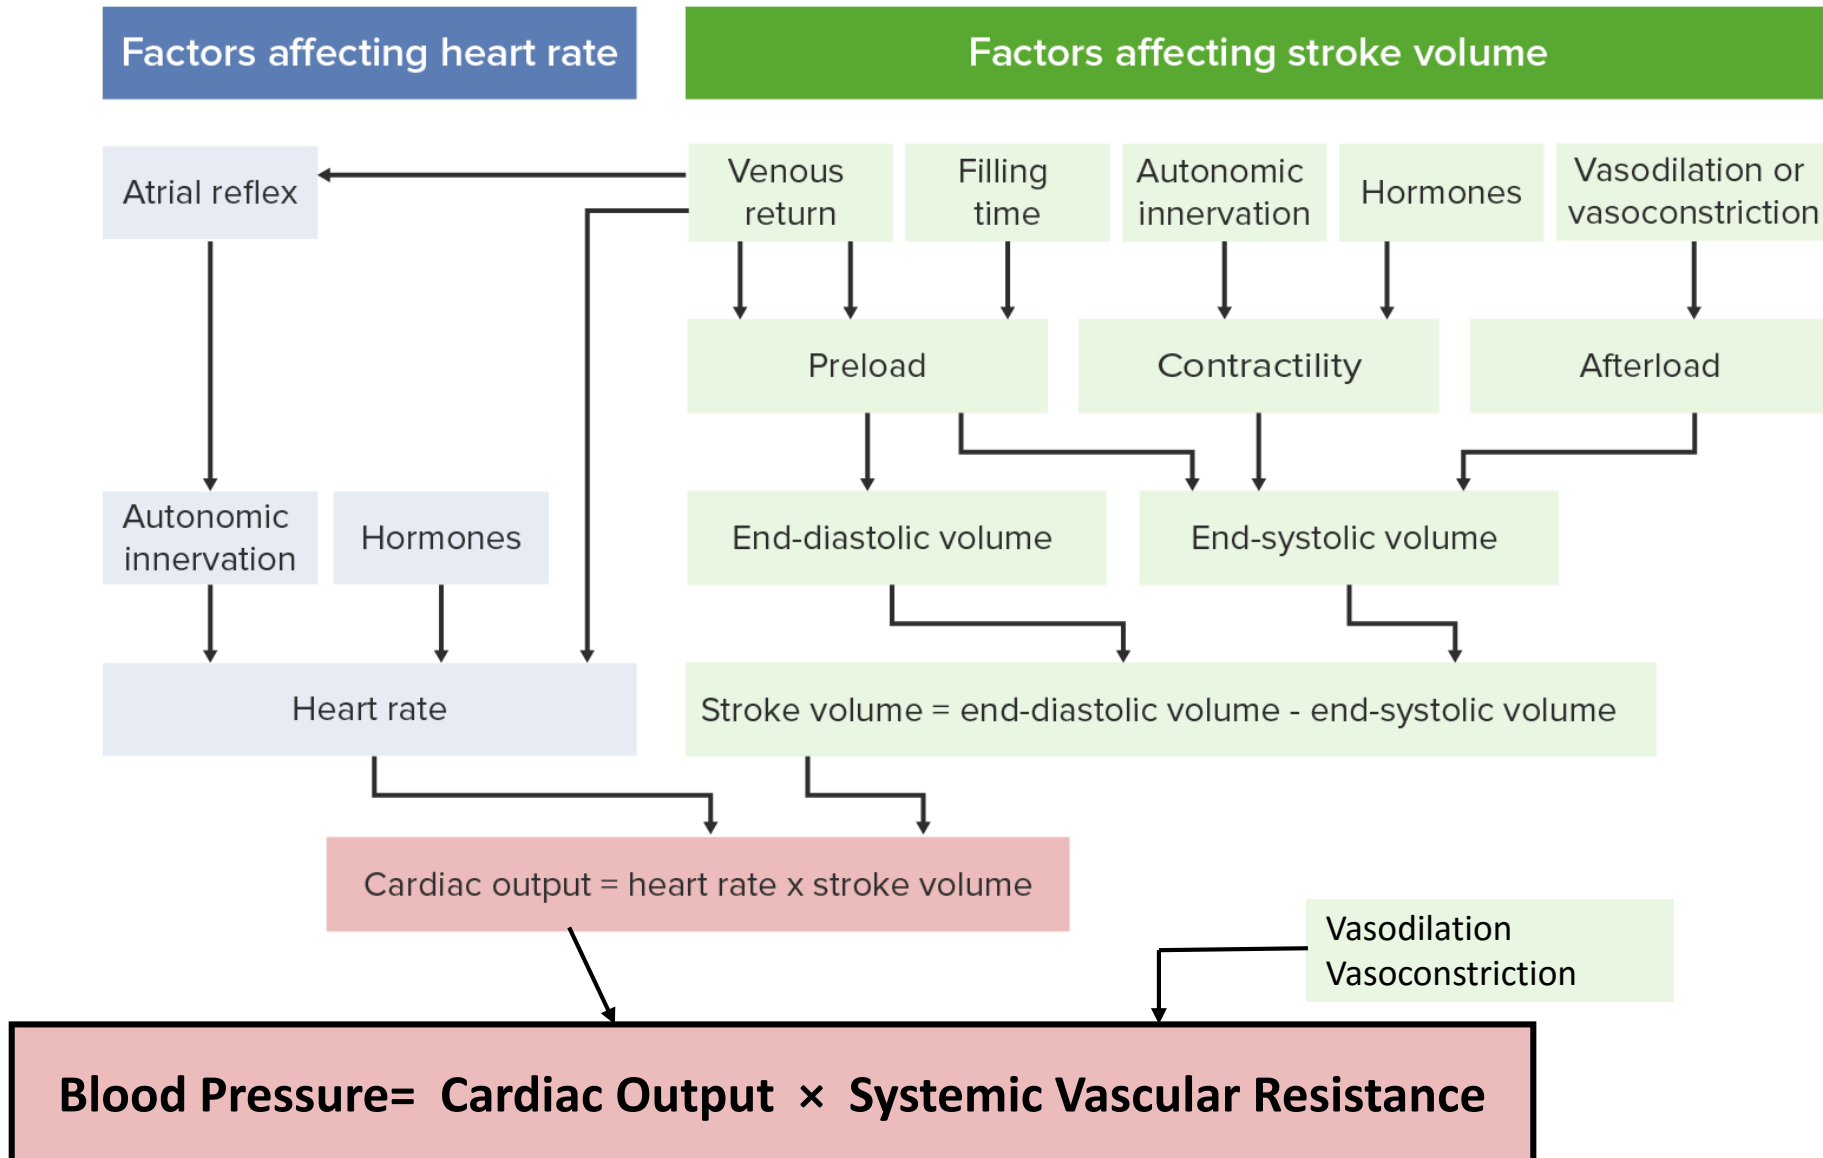 Factors affecting heart rate
Factors affecting stroke volume
Atrial reflex
Venous
return
Filling
time
Autonomic
innervation
Hormones
Vasodilation or
vasoconstriction
Preload
Contractility
Afterload
Autonomic
innervation
Hormones
End-diastolic volume
End-systolic volume
Heart rate
Stroke volume = end-diastolic volume - end-systolic volume
Cardiac output = heart rate x stroke volume
Vasodilation
Vasoconstriction
Blood Pressure= Cardiac Output × Systemic Vascular Resistance